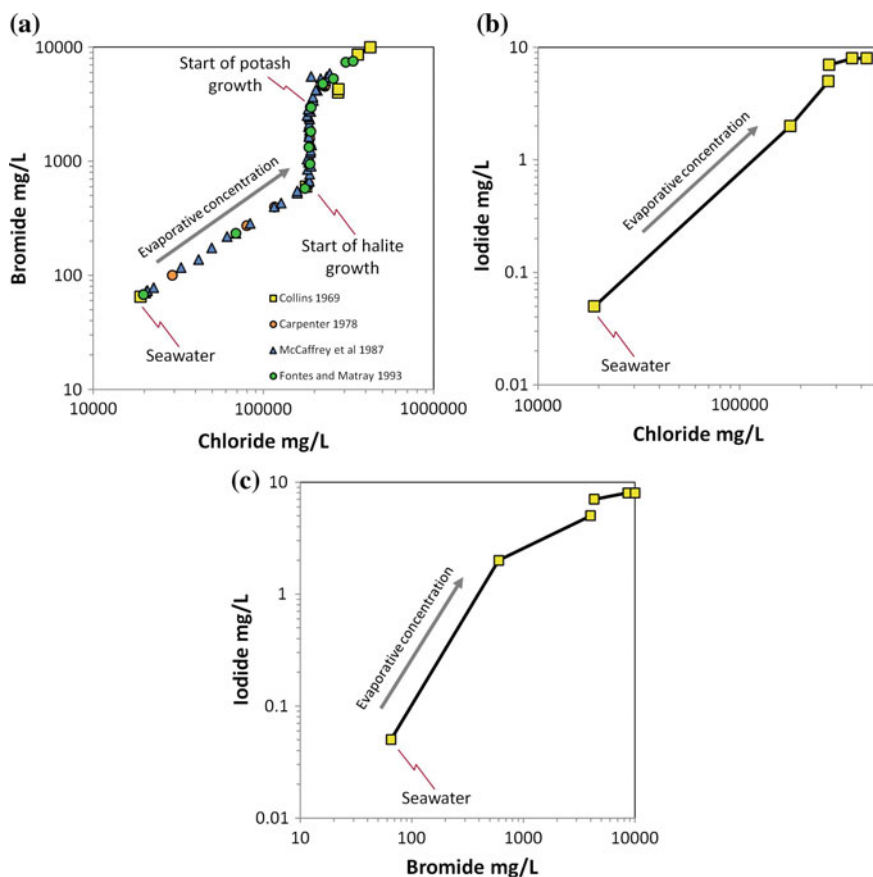 (a)
10000
1000
100
10
Bromide mg/L
Start of potash
growth
Evaporative concentration
Start of halite
growth
Seawater
Collins 1969
Carpenter 1978
McCaffrey et al 1987
Fontes and Matray 1993
10000
100000
1000000
Chloride mg/L
(b)
10
1
0.1
0.01
Iodide mg/L
Evaporative concentration
Seawater
10000
100000
Chloride mg/L
(c)
10
1
0.1
0.01
Iodide mg/L
Evaporative concentration
Seawater
10
100
1000
10000
Bromide mg/L